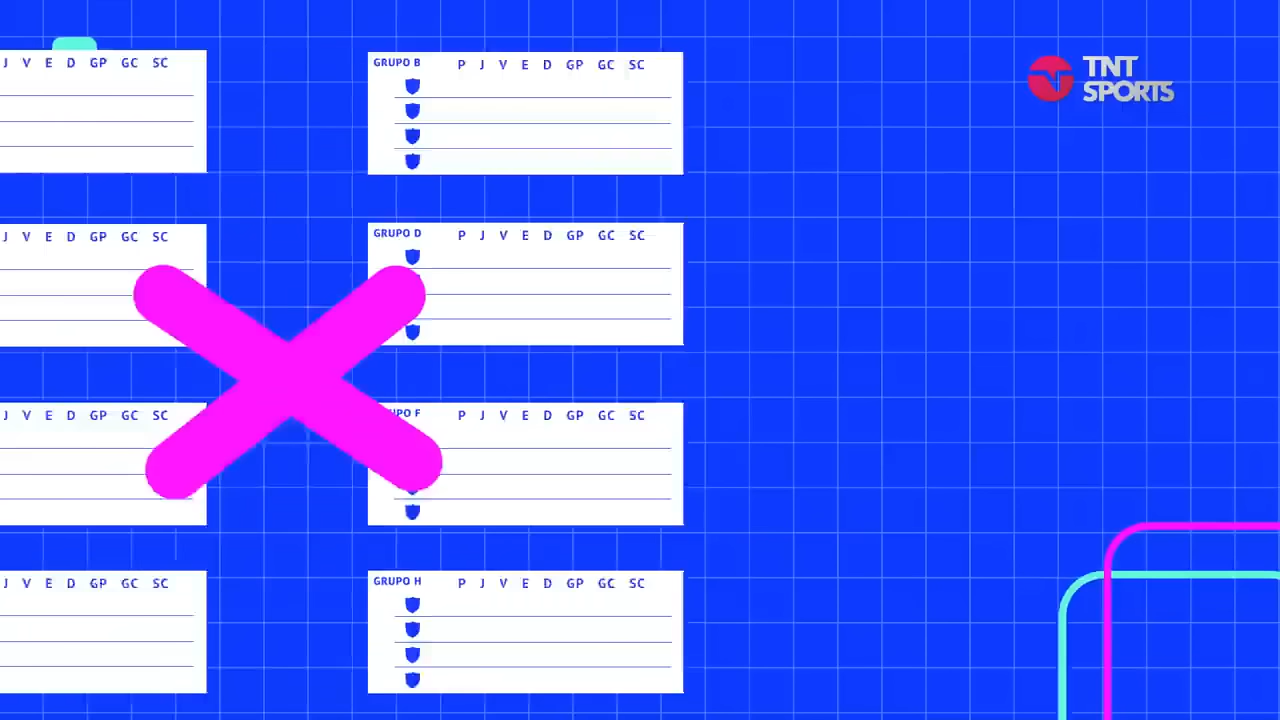 J V E D GP GC SC
GRUPO B P J V E D GP GC SC
TNT
SPORTS
J V E D GP GC SC
GRUPO D P J V E D GP GC SC
J V E D GP GC SC
UPO F P J V E D GP GC SC
J V E D GP GC SC
GRUPO H P J V E D GP GC SC